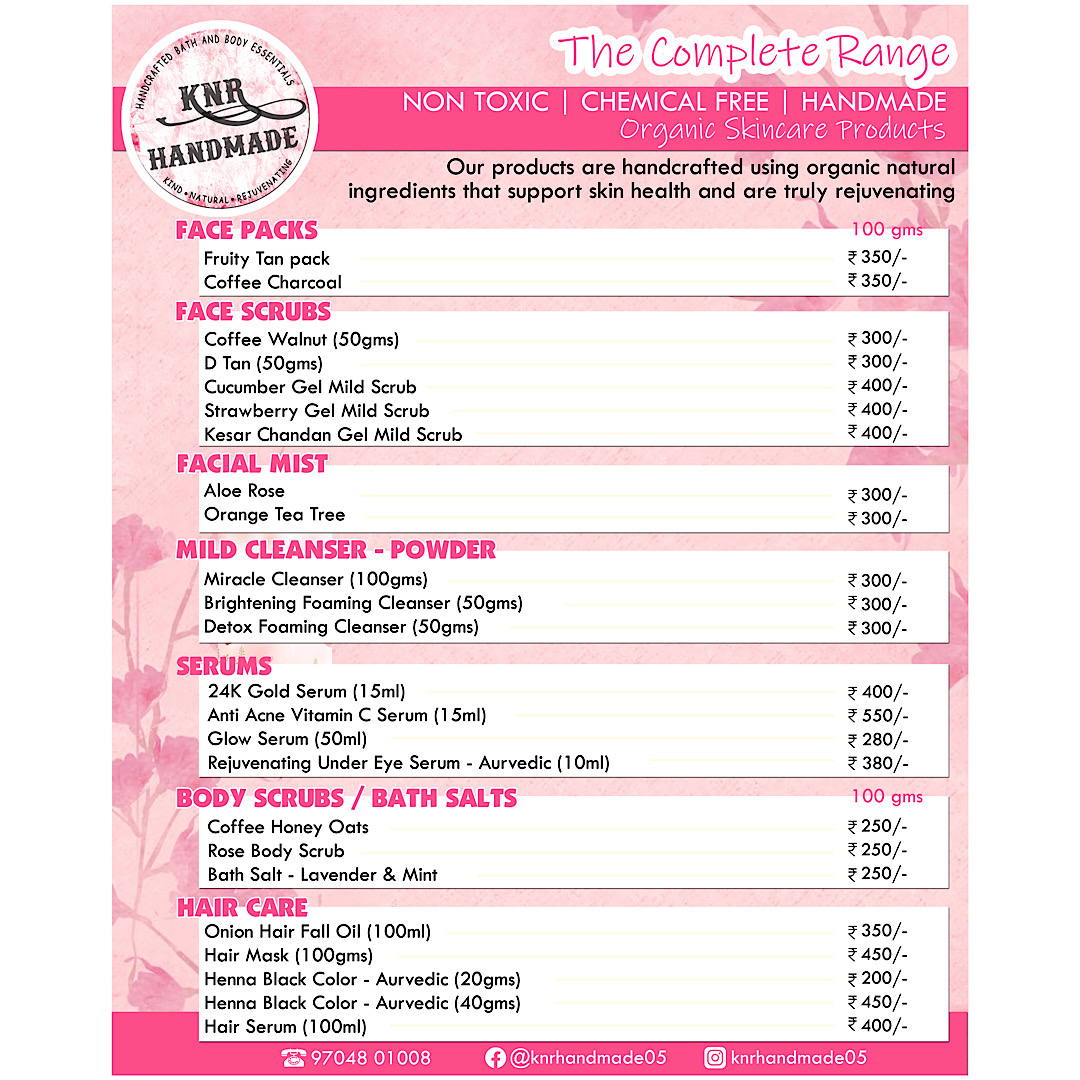 HANDCRAFTED BATH AND BODY ESSENTIALS
KNR
HANDMADE
KIND • NATURAL • REJUVENATING
The Complete Range
NON TOXIC | CHEMICAL FREE | HANDMADE
Organic Skincare Products
Our products are handcrafted using organic natural
ingredients that support skin health and are truly rejuvenating
FACE PACKS 100 gms
Fruity Tan pack ₹ 350/-
Coffee Charcoal ₹ 350/-
FACE SCRUBS
Coffee Walnut (50gms) ₹ 300/-
D Tan (50gms) ₹ 300/-
Cucumber Gel Mild Scrub ₹ 400/-
Strawberry Gel Mild Scrub ₹ 400/-
Kesar Chandan Gel Mild Scrub ₹ 400/-
FACIAL MIST
Aloe Rose ₹ 300/-
Orange Tea Tree ₹ 300/-
MILD CLEANSER - POWDER
Miracle Cleanser (100gms) ₹ 300/-
Brightening Foaming Cleanser (50gms) ₹ 300/-
Detox Foaming Cleanser (50gms) ₹ 300/-
SERUMS
24K Gold Serum (15ml) ₹ 400/-
Anti Acne Vitamin C Serum (15ml) ₹ 550/-
Glow Serum (50ml) ₹ 280/-
Rejuvenating Under Eye Serum - Aurvedic (10ml) ₹ 380/-
BODY SCRUBS / BATH SALTS 100 gms
Coffee Honey Oats ₹ 250/-
Rose Body Scrub ₹ 250/-
Bath Salt - Lavender & Mint ₹ 250/-
HAIR CARE
Onion Hair Fall Oil (100ml) ₹ 350/-
Hair Mask (100gms) ₹ 450/-
Henna Black Color - Aurvedic (20gms) ₹ 200/-
Henna Black Color - Aurvedic (40gms) ₹ 450/-
Hair Serum (100ml) ₹ 400/-
97048 01008 @knrhandmade05 knrhandmade05